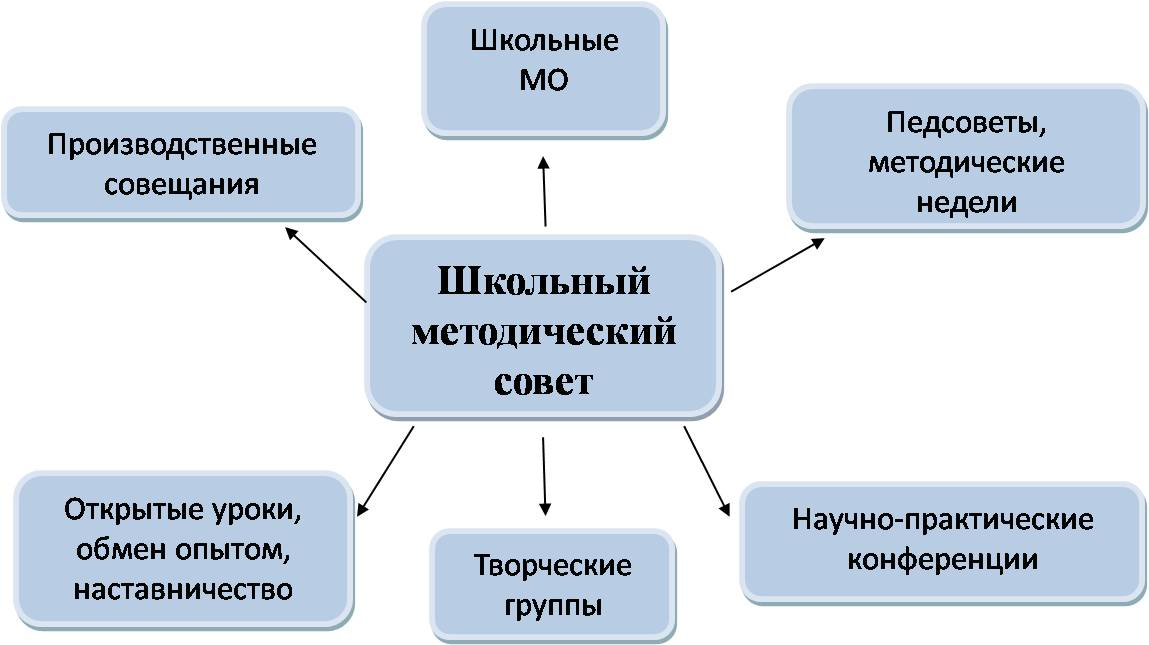 Школьные
МО
Производственные
совещания
Педсоветы,
методические
недели
Школьный
методический
совет
Открытые уроки,
обмен опытом,
наставничество
Творческие
группы
Научно-практические
конференции